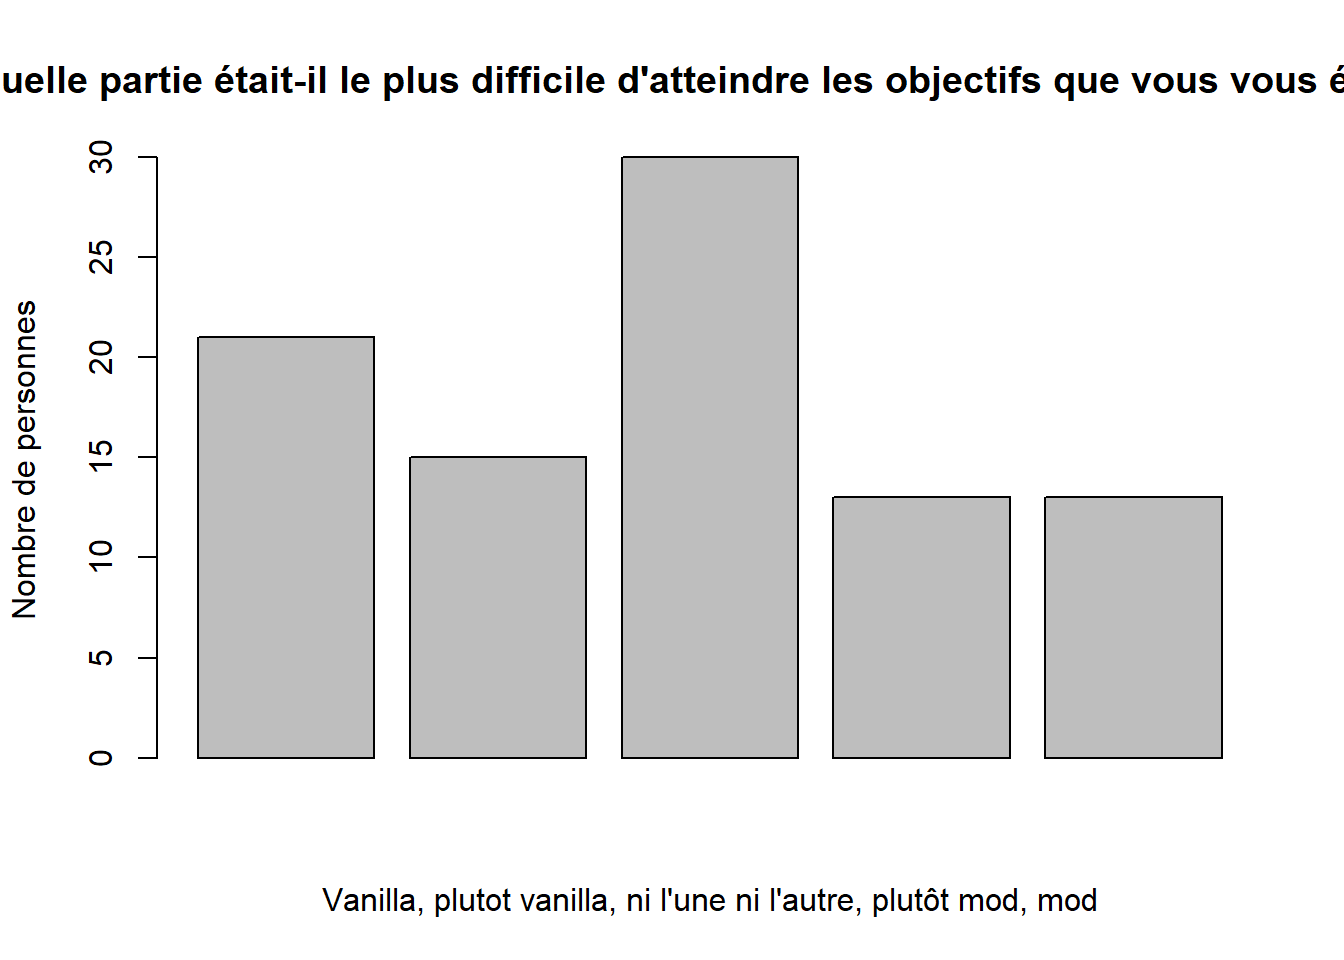 uelle partie était-il le plus difficile d'atteindre les objectifs que vous vous é
30
25
20
15
10
5
0
Nombre de personnes
Vanilla, plutot vanilla, ni l'une ni l'autre, plutôt mod, mod